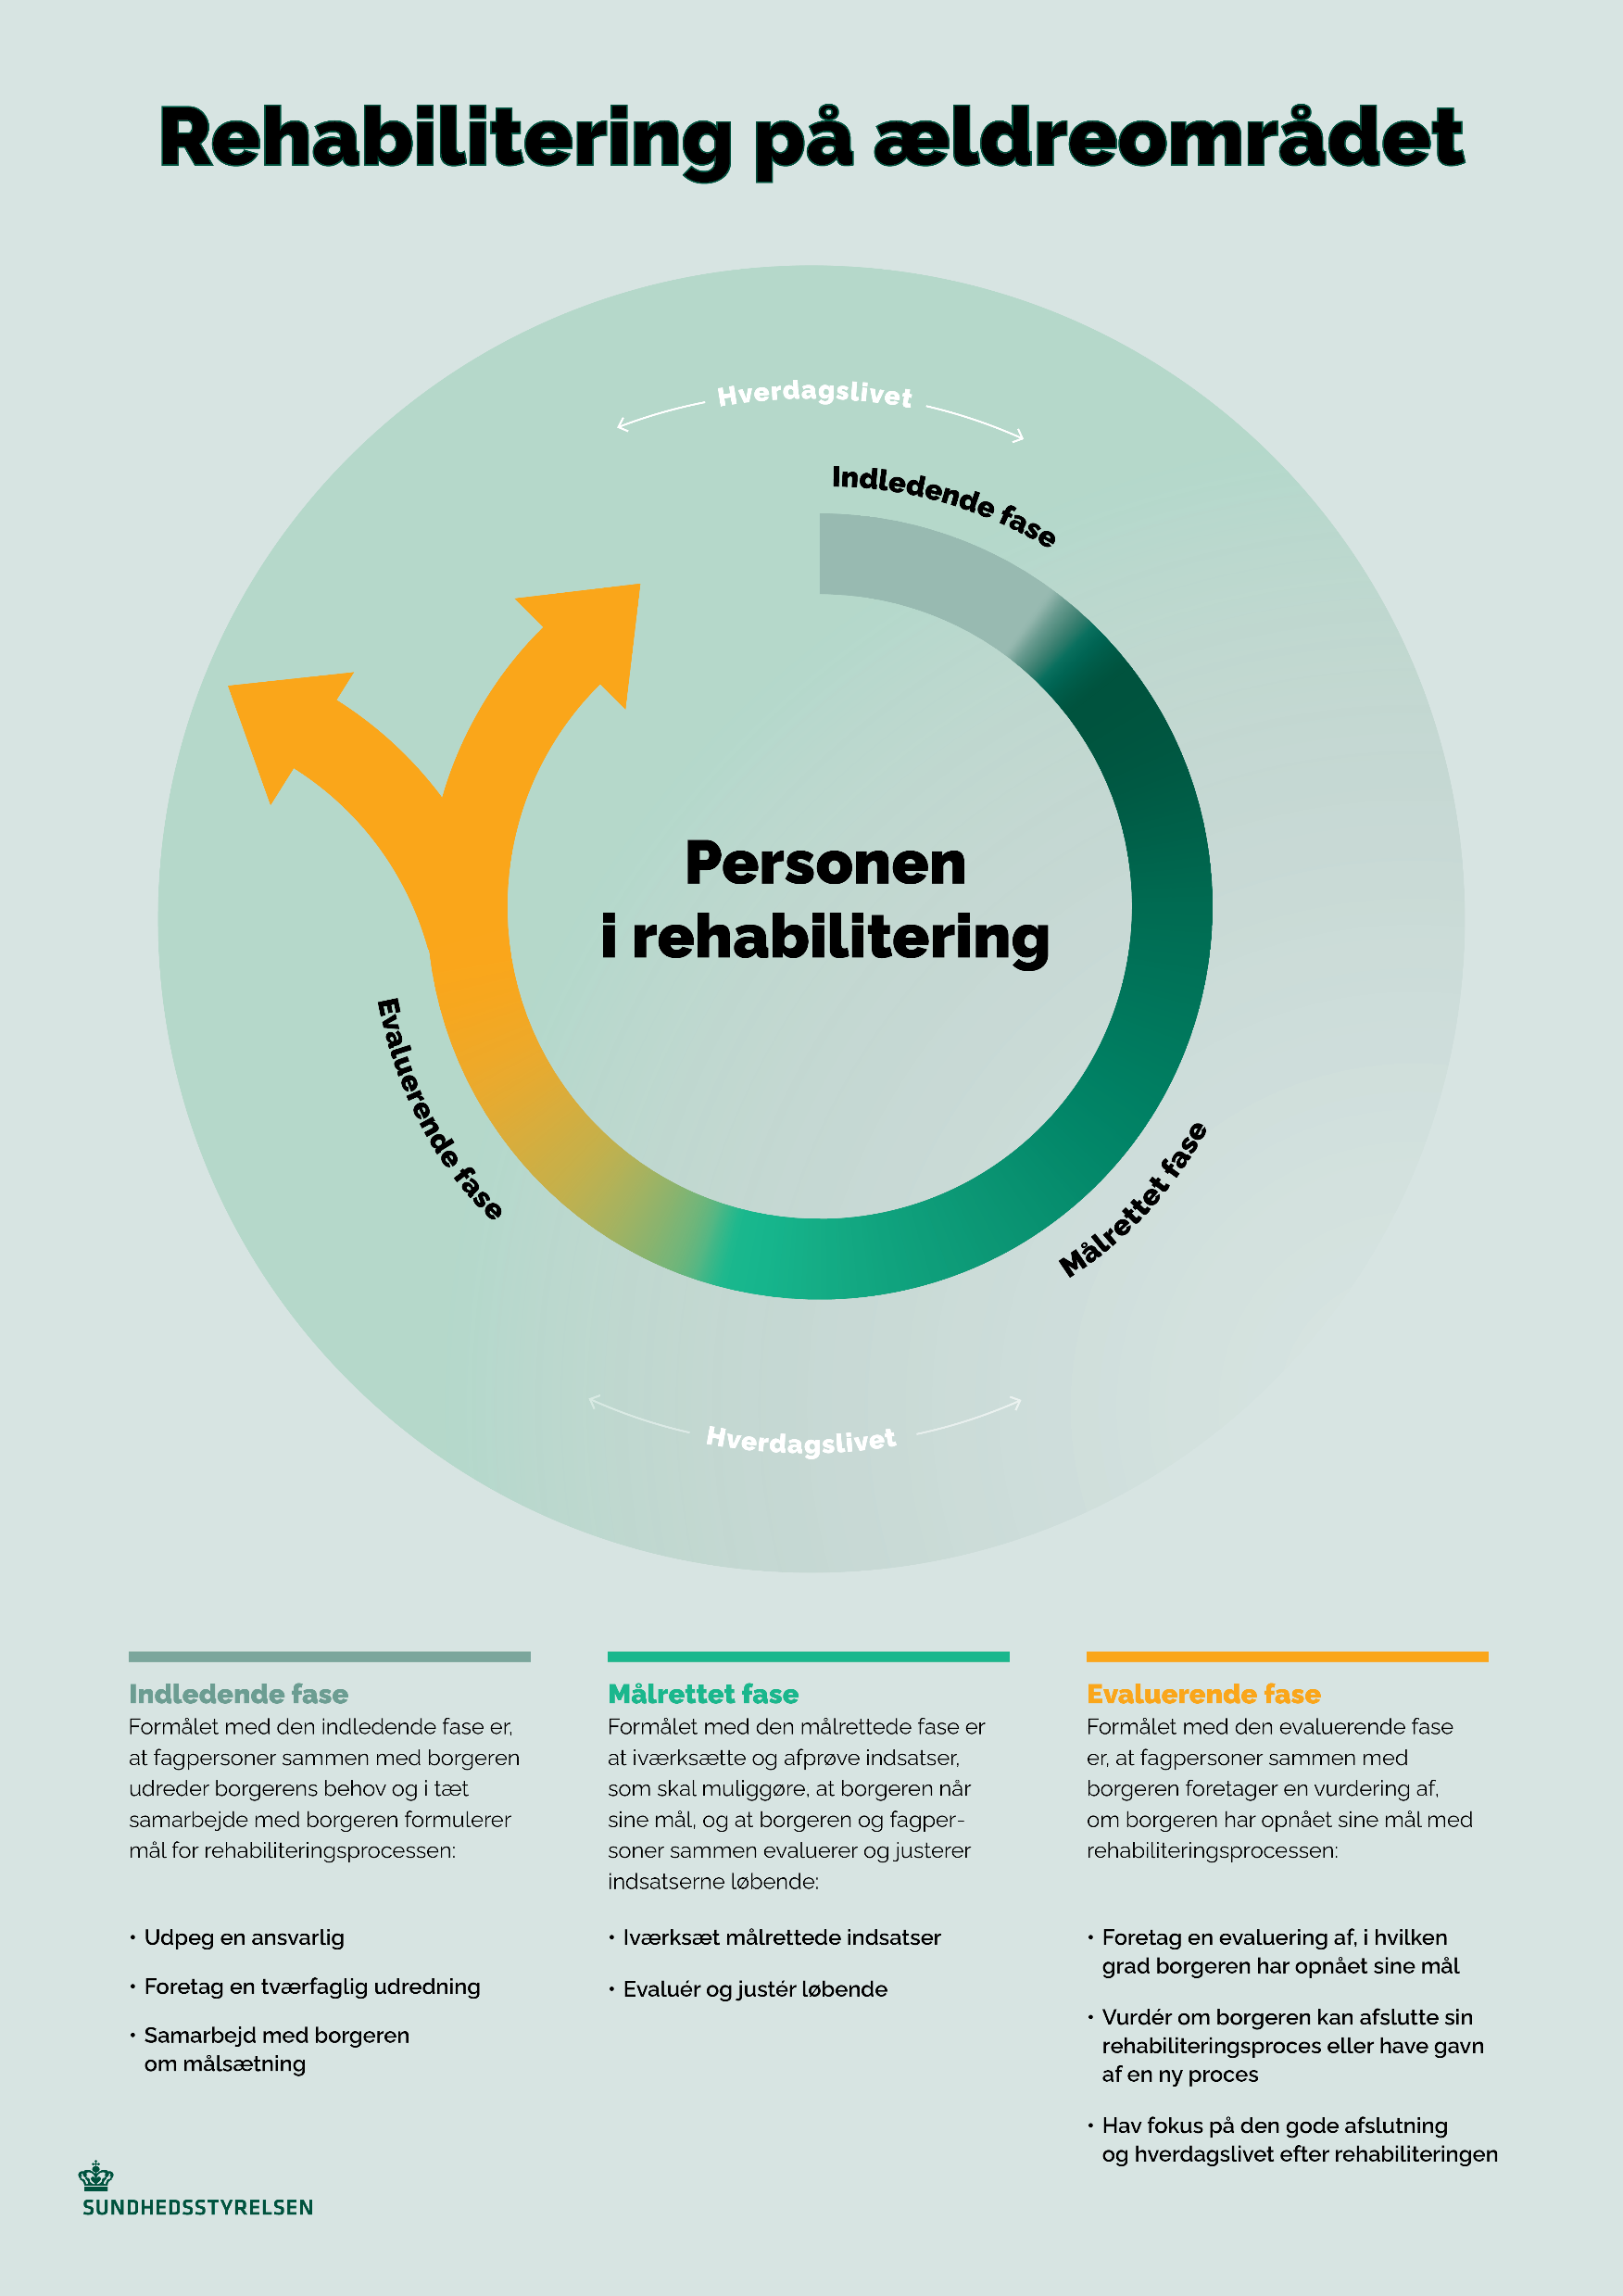 Rehabilitering på ældreområdet
Hverdagslivet
Indledende fase
Personen
i rehabilitering
Evaluerende fase
Målrettet fase
Hverdagslivet
Indledende fase
Formålet med den indledende fase er,
at fagpersoner sammen med borgeren
udreder borgerens behov og i tæt
samarbejde med borgeren formulerer
mål for rehabiliteringsprocessen:
• Udpeg en ansvarlig
• Foretag en tværfaglig udredning
• Samarbejd med borgeren
om målsætning
Målrettet fase
Formålet med den målrettede fase er
at iværksætte og afprøve indsatser,
som skal muliggøre, at borgeren når
sine mål, og at borgeren og fagper-
soner sammen evaluerer og justerer
indsatserne løbende:
• Iværksæt målrettede indsatser
• Evaluér og justér løbende
Evaluerende fase
Formålet med den evaluerende fase
er, at fagpersoner sammen med
borgeren foretager en vurdering af,
om borgeren har opnået sine mål med
rehabiliteringsprocessen:
• Foretag en evaluering af, i hvilken
grad borgeren har opnået sine mål
• Vurdér om borgeren kan afslutte sin
rehabiliteringsproces eller have gavn
af en ny proces
• Hav fokus på den gode afslutning
og hverdagslivet efter rehabiliteringen
SUNDHEDSSTYRELSEN